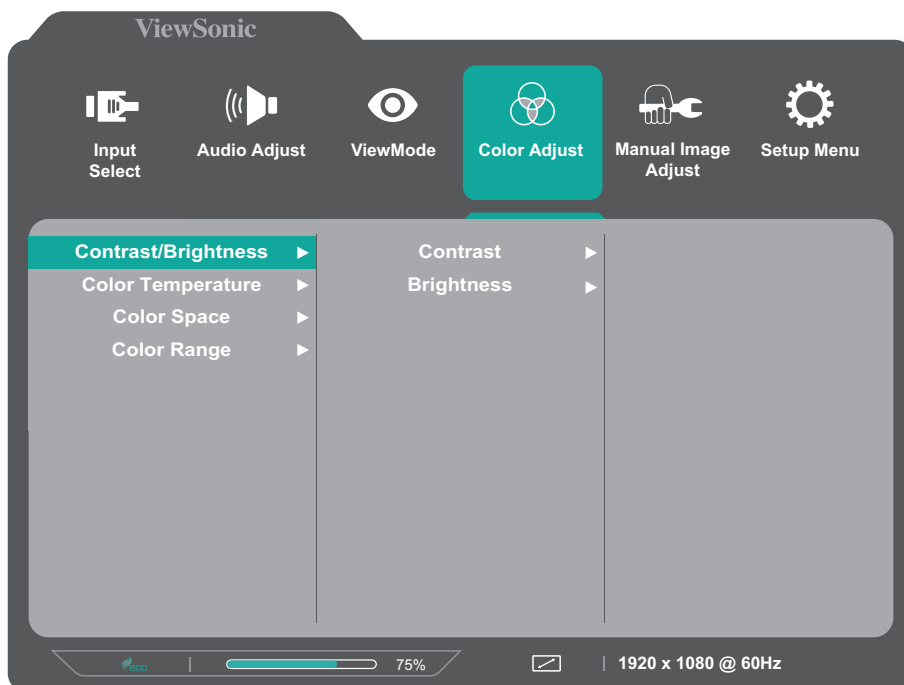 ViewSonic
Input Select
Audio Adjust
ViewMode
Color Adjust
Manual Image Adjust
Setup Menu
Contrast/Brightness
Contrast
Color Temperature
Brightness
Color Space
Color Range
eco
75%
1920 x 1080 @ 60Hz